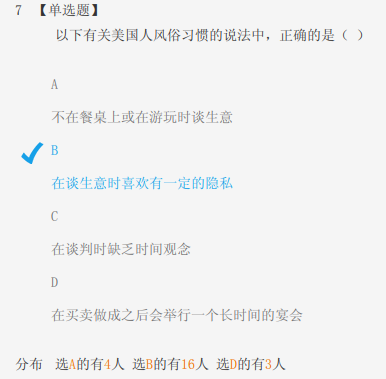 7 【单选题】
以下有关美国人风俗习惯的说法中，正确的是（ ）
A
不在餐桌上或在游玩时谈生意
B
在谈生意时喜欢有一定的隐私
C
在谈判时缺乏时间观念
D
在买卖做成之后会举行一个长时间的宴会
分布 选A的有4人 选B的有16人 选D的有3人